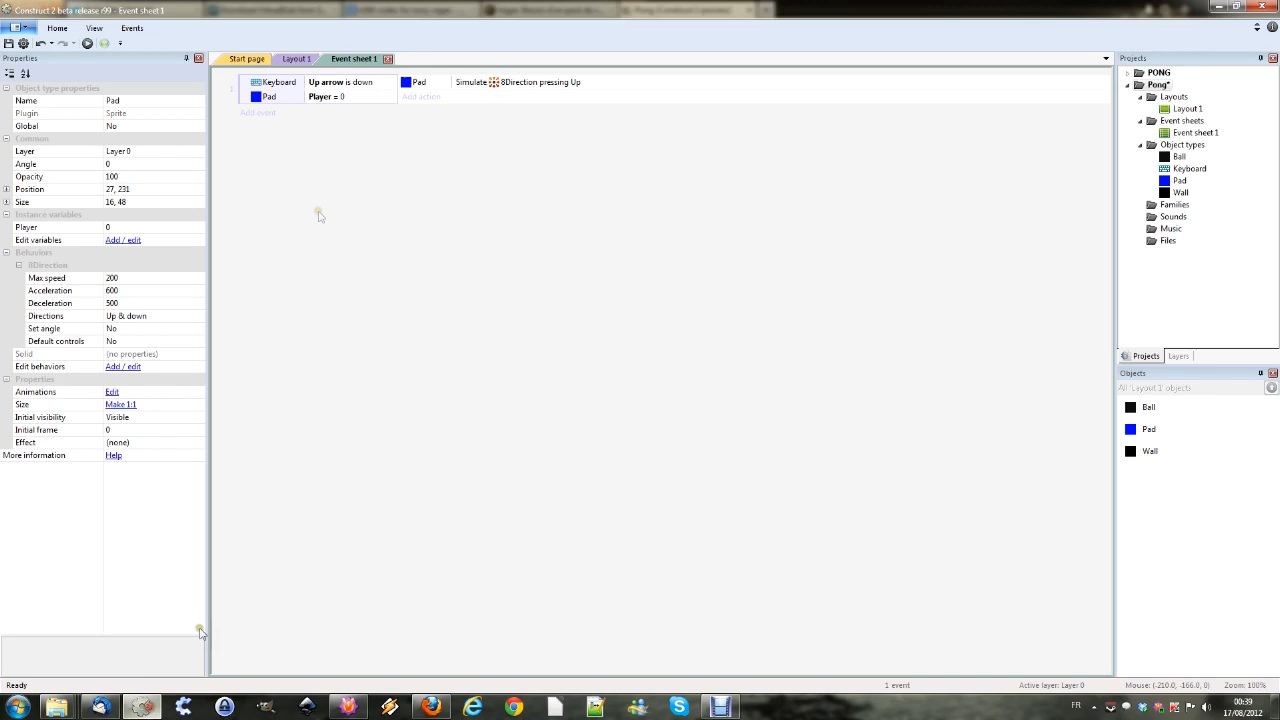 Construct 2 beta release r99 - Event sheet 1
Home View Events
Properties
Start page Layout 1 Event sheet 1
Projects
Object type properties
Name Pad
Plugin Sprite
Global No
Common
Layer Layer 0
Angle 0
Opacity 100
Position 27, 231
Size 16, 48
Instance variables
Player 0
Edit variables Add / edit
Behaviors
8Direction
Max speed 200
Acceleration 600
Deceleration 500
Directions Up & down
Set angle No
Default controls No
Solid (no properties)
Edit behaviors Add / edit
Properties
Animations Edit
Size Make 1:1
Initial visibility Visible
Initial frame 0
Effect (none)
More information Help
1
Keyboard Up arrow is down Pad Simulate 8Direction pressing Up
Pad Player = 0 Add action
Add event
PONG
Pong*
Layouts
Layout 1
Event sheets
Event sheet 1
Object types
Ball
Keyboard
Pad
Wall
Families
Sounds
Music
Files
Projects Layers
Objects
All 'Layout 1' objects
Ball
Pad
Wall
Ready 1 event Active layer: Layer 0 Mouse: (-210.0, -166.0, 0) Zoom: 100%
FR 00:39
17/08/2012